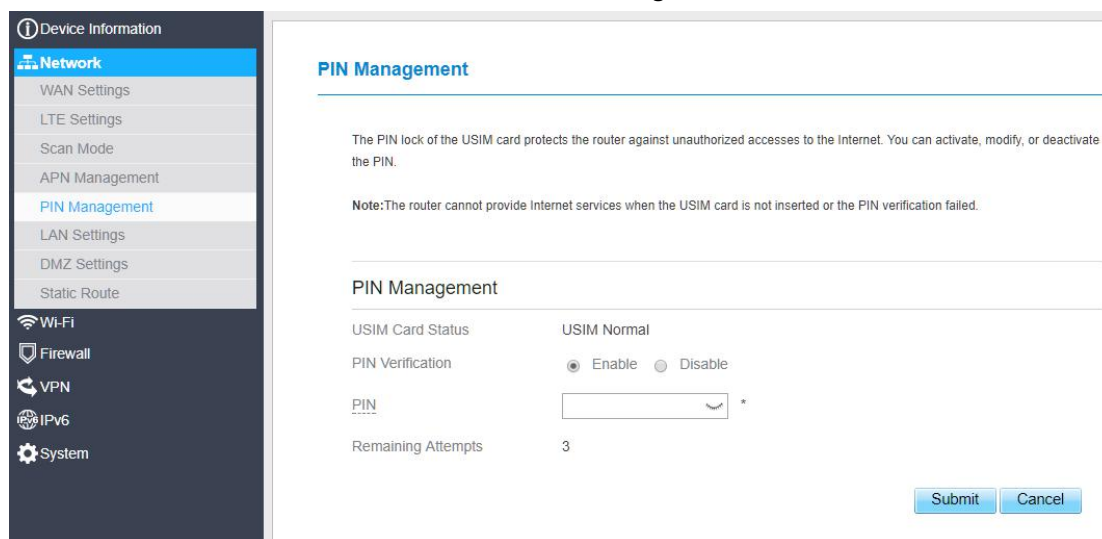 Device Information
Network
WAN Settings
LTE Settings
Scan Mode
APN Management
PIN Management
LAN Settings
DMZ Settings
Static Route
Wi-Fi
Firewall
VPN
IPv6
IPv6
System
PIN Management
The PIN lock of the USIM card protects the router against unauthorized accesses to the Internet. You can activate, modify, or deactivate
the PIN.
Note:The router cannot provide Internet services when the USIM card is not inserted or the PIN verification failed.
PIN Management
USIM Card Status USIM Normal
PIN Verification Enable Disable
PIN *
Remaining Attempts 3
Submit Cancel